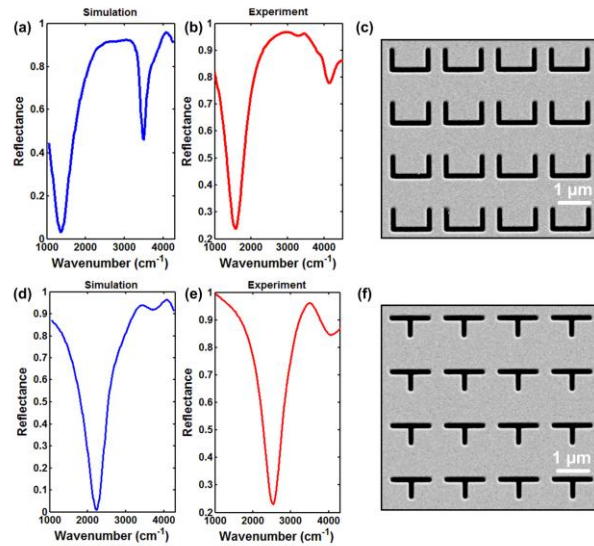 (a) Simulation
Reflectance
1
0.8
0.6
0.4
0.2
0
1000 2000 3000 4000
Wavenumber (cm-1)
(b) Experiment
Reflectance
1
0.9
0.8
0.7
0.6
0.5
0.4
0.3
0.2
1000 2000 3000 4000
Wavenumber (cm-1)
(c)
1 µm
(d) Simulation
Reflectance
1
0.9
0.8
0.7
0.6
0.5
0.4
0.3
0.2
0.1
0
1000 2000 3000 4000
Wavenumber (cm-1)
(e) Experiment
Reflectance
1
0.9
0.8
0.7
0.6
0.5
0.4
0.3
0.2
1000 2000 3000 4000
Wavenumber (cm-1)
(f)
1 µm